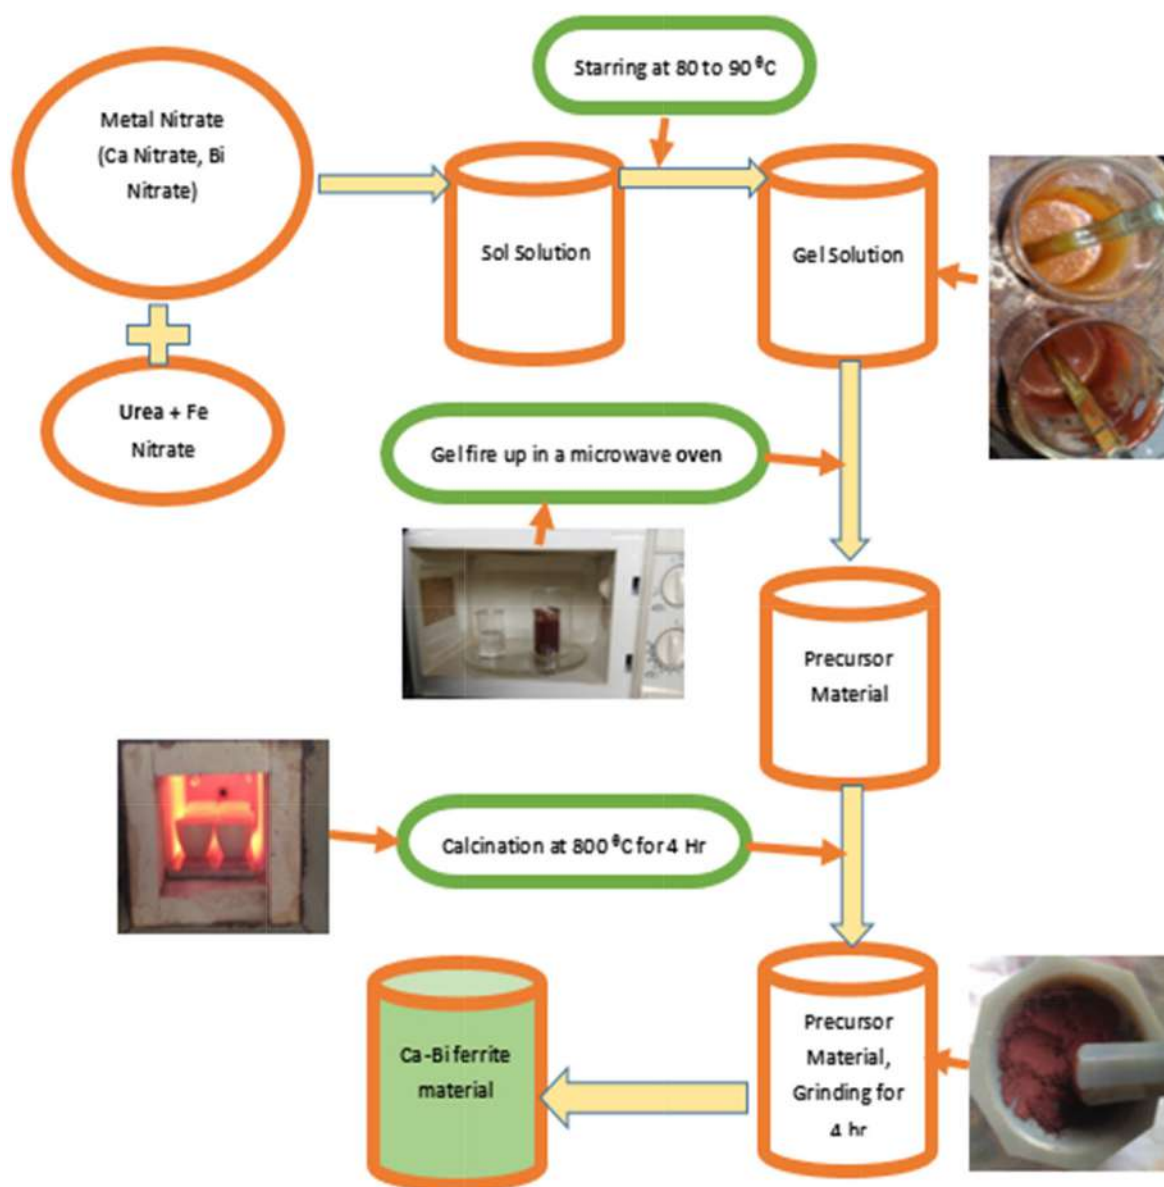 Starring at 80 to 90 ⁰C
Metal Nitrate
(Ca Nitrate, Bi
Nitrate)
Sol Solution
Gel Solution
Urea + Fe
Nitrate
Gel fire up in a microwave oven
Precursor
Material
Calcination at 800 ⁰C for 4 Hr
Precursor
Material,
Grinding for
4 hr
Ca-Bi ferrite
material